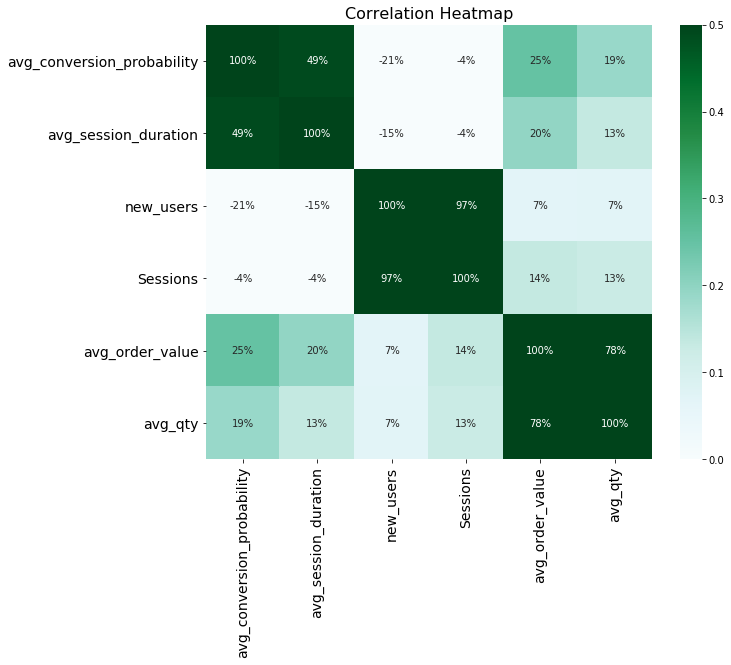 Correlation Heatmap
avg_conversion_probability 100% 49% -21% -4% 25% 19%
avg_session_duration 49% 100% -15% -4% 20% 13%
new_users -21% -15% 100% 97% 7% 7%
Sessions -4% -4% 97% 100% 14% 13%
avg_order_value 25% 20% 7% 14% 100% 78%
avg_qty 19% 13% 7% 13% 78% 100%
avg_conversion_probability
avg_session_duration
new_users
Sessions
avg_order_value
avg_qty
0.5
0.4
0.3
0.2
0.1
0.0